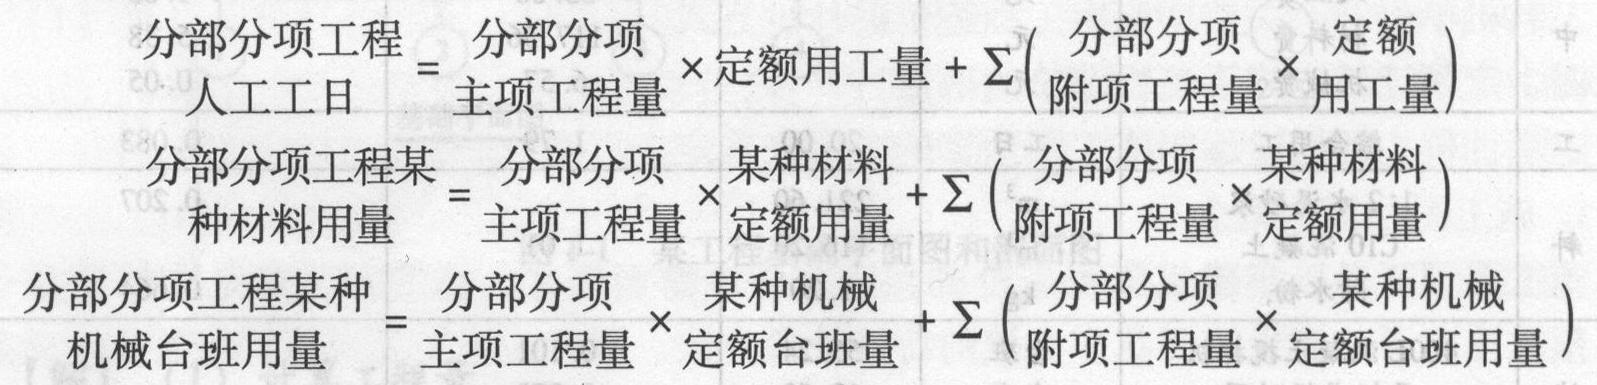 分部分项工程人工工日 = 分部分项主项工程量 × 定额用工量 + Σ(分部分项附项工程量 × 定额用工量)
分部分项工程某种材料用量 = 分部分项主项工程量 × 某种材料定额用量 + Σ(分部分项附项工程量 × 某种材料定额用量)
分部分项工程某种机械台班用量 = 分部分项主项工程量 × 某种机械定额台班量 + Σ(分部分项附项工程量 × 某种机械定额台班用量)